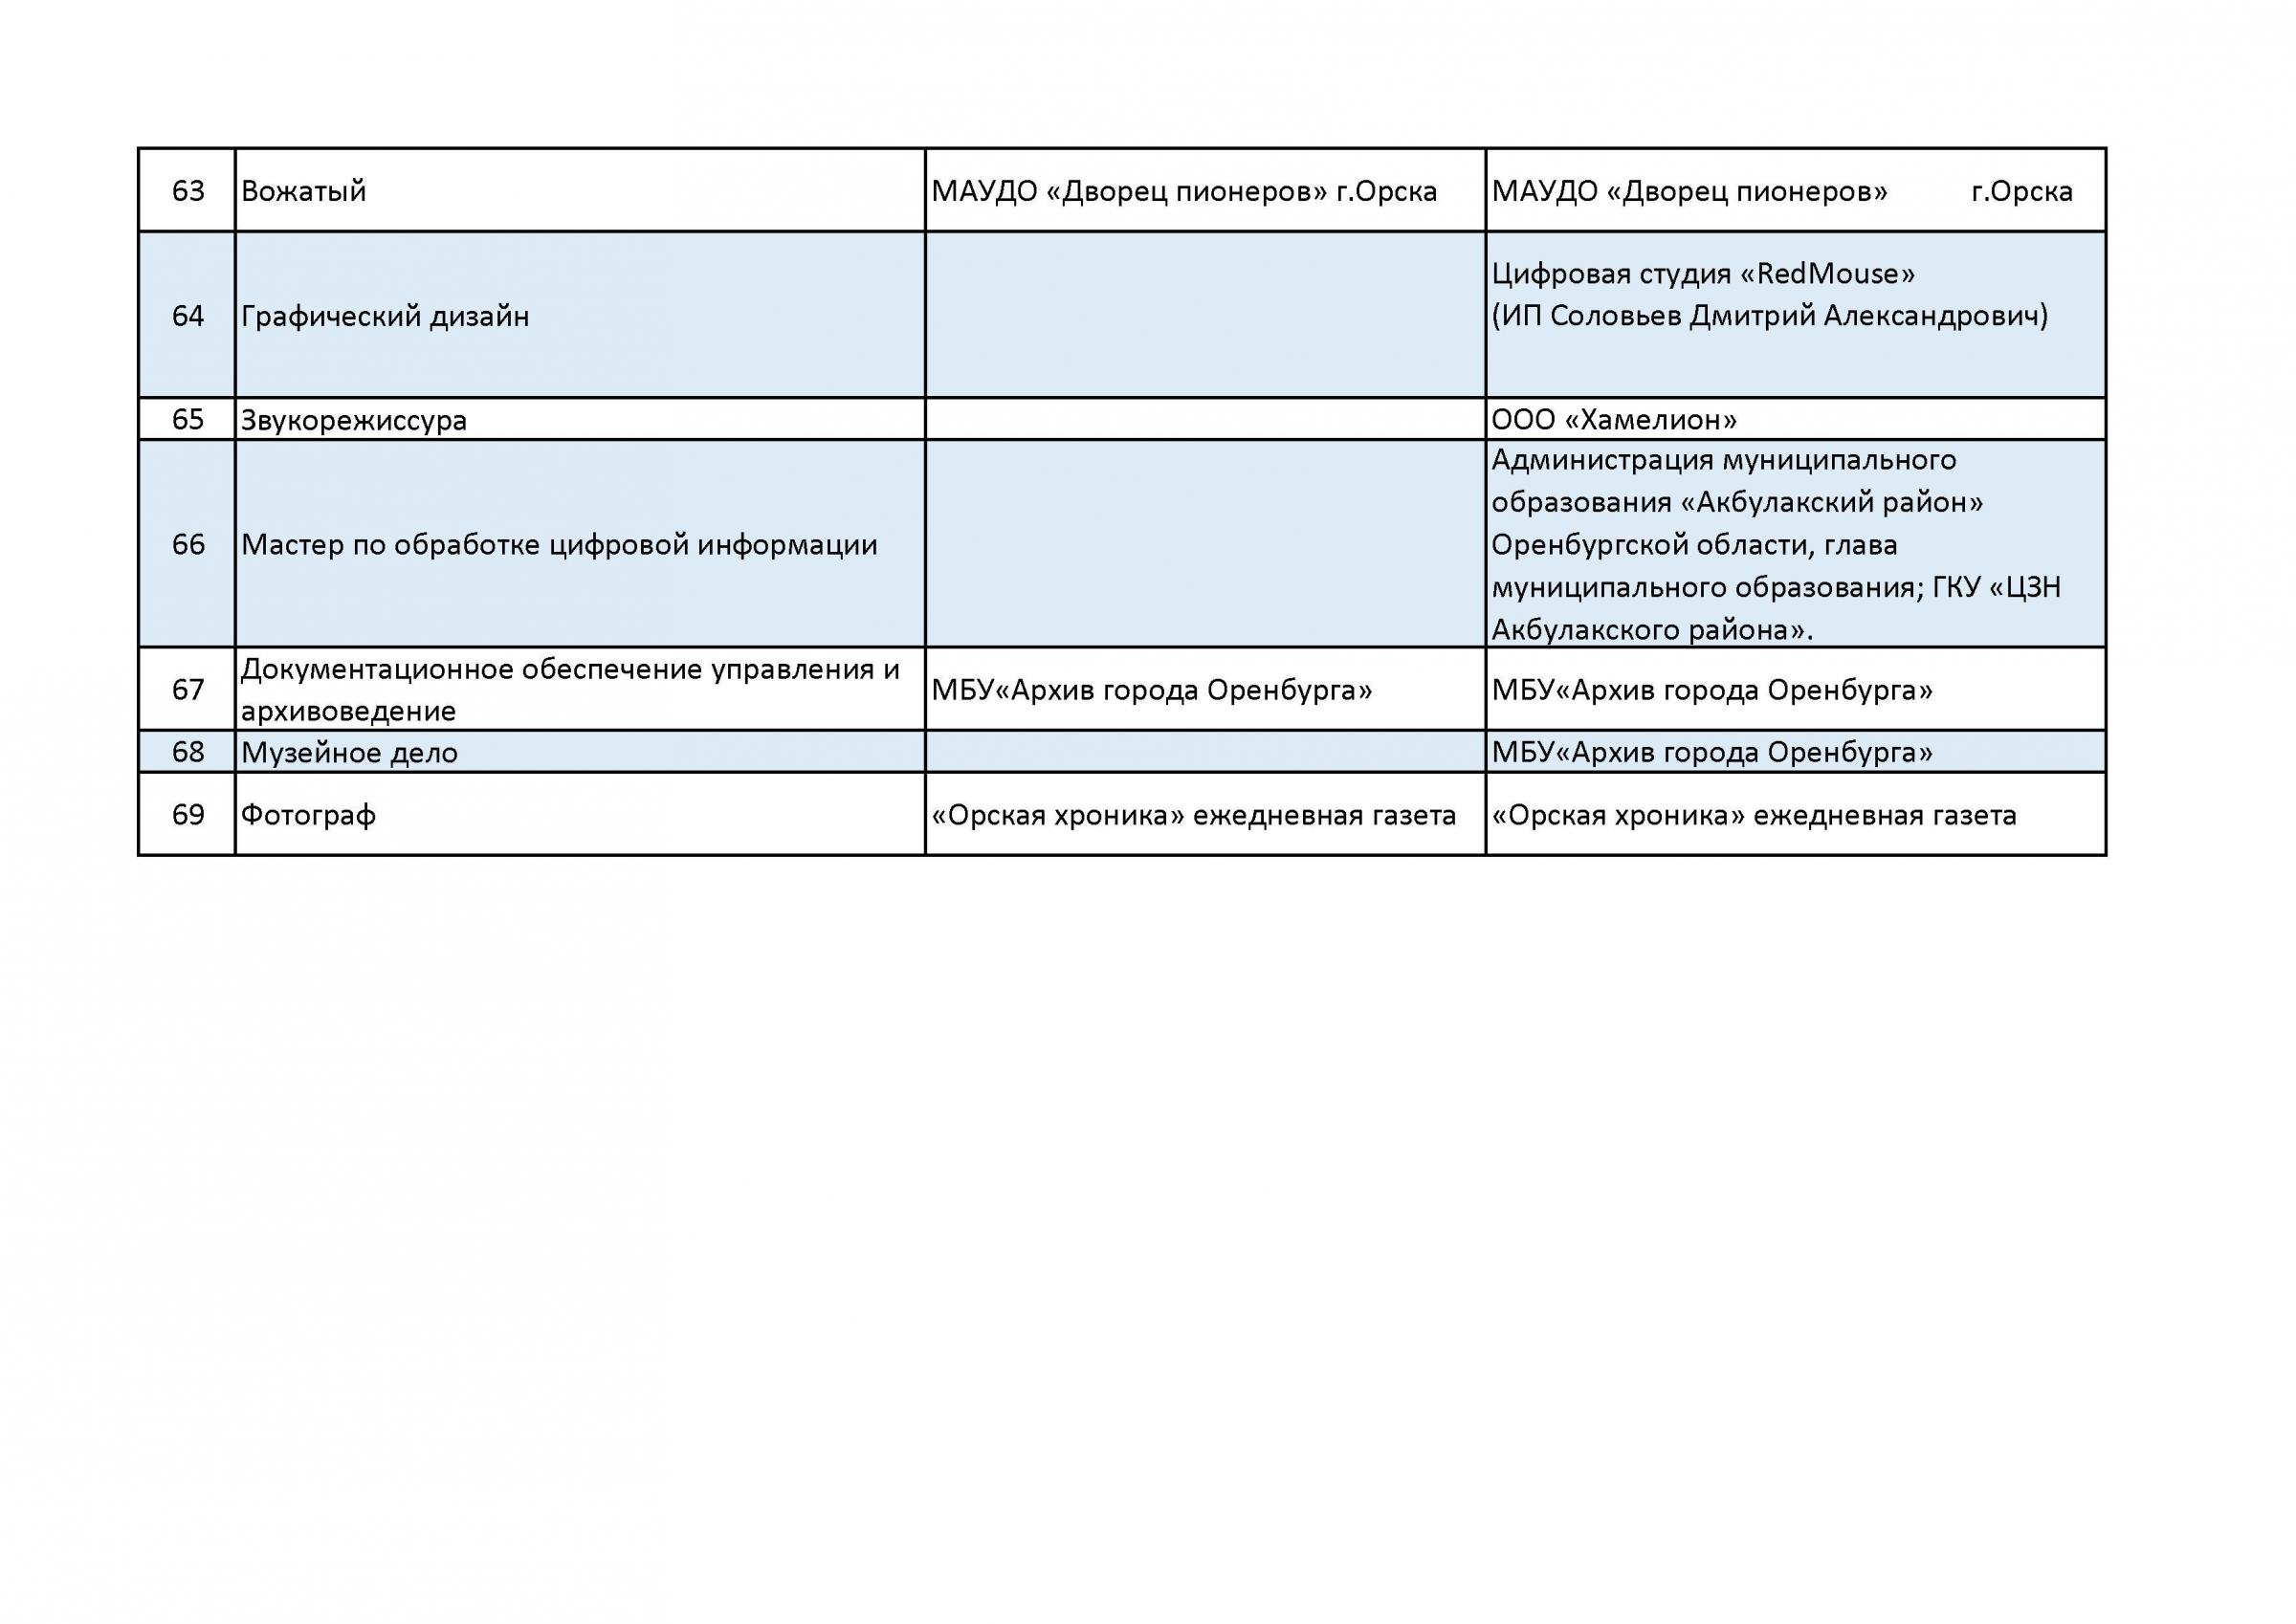 63 Вожатый МАУДО «Дворец пионеров» г.Орска МАУДО «Дворец пионеров» г.Орска
64 Графический дизайн Цифровая студия «RedMouse»
(ИП Соловьев Дмитрий Александрович)
65 Звукорежиссура ООО «Хамелион»
66 Мастер по обработке цифровой информации Администрация муниципального
образования «Акбулакский район»
Оренбургской области, глава
муниципального образования; ГКУ «ЦЗН
Акбулакского района».
67 Документационное обеспечение управления и
архивоведение МБУ«Архив города Оренбурга» МБУ«Архив города Оренбурга»
68 Музейное дело МБУ«Архив города Оренбурга»
69 Фотограф «Орская хроника» ежедневная газета «Орская хроника» ежедневная газета